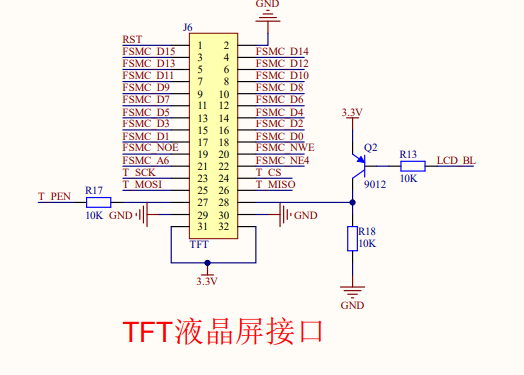 GND
J6
RST 1 2
FSMC_D15 3 4 FSMC_D14
FSMC_D13 5 6 FSMC_D12
FSMC_D11 7 8 FSMC_D10
FSMC_D9 9 10 FSMC_D8
FSMC_D7 11 12 FSMC_D6
FSMC_D5 13 14 FSMC_D4
FSMC_D3 15 16 FSMC_D2
FSMC_D1 17 18 FSMC_D0
FSMC_NOE 19 20 FSMC_NWE
FSMC_A6 21 22 FSMC_NE4
T_SCK 23 24 T_CS
T_MOSI 25 26 T_MISO
T_PEN R17 10K 27 28
GND 29 30 GND
31 32
TFT
3.3V
3.3V
Q2
9012
R13
10K
LCD_BL
R18
10K
GND
TFT液晶屏接口